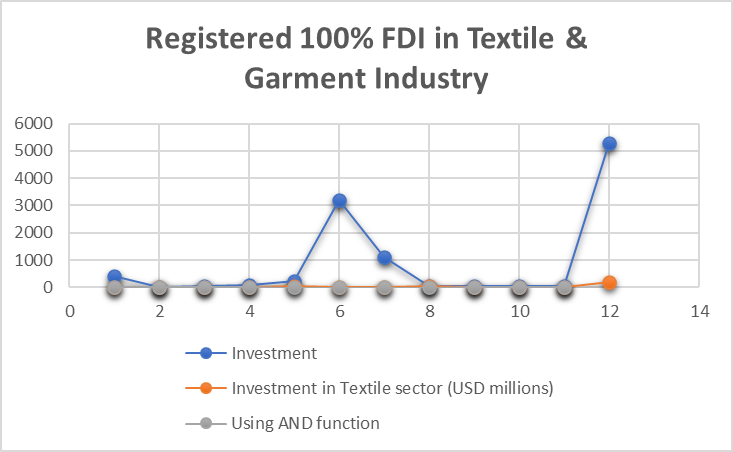 Registered 100% FDI in Textile &
Garment Industry
6000
5000
4000
3000
2000
1000
0
0 2 4 6 8 10 12 14
Investment
Investment in Textile sector (USD millions)
Using AND function